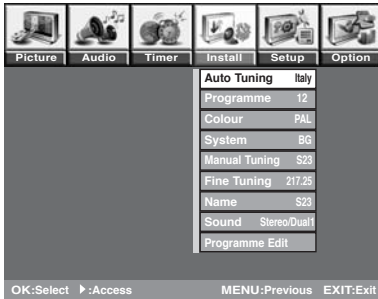 Picture Audio Timer Install Setup Option
Auto Tuning Italy
Programme 12
Colour PAL
System BG
Manual Tuning S23
Fine Tuning 217.25
Name S23
Sound Stereo/Dual1
Programme Edit
OK:Select :Access MENU:Previous EXIT:Exit